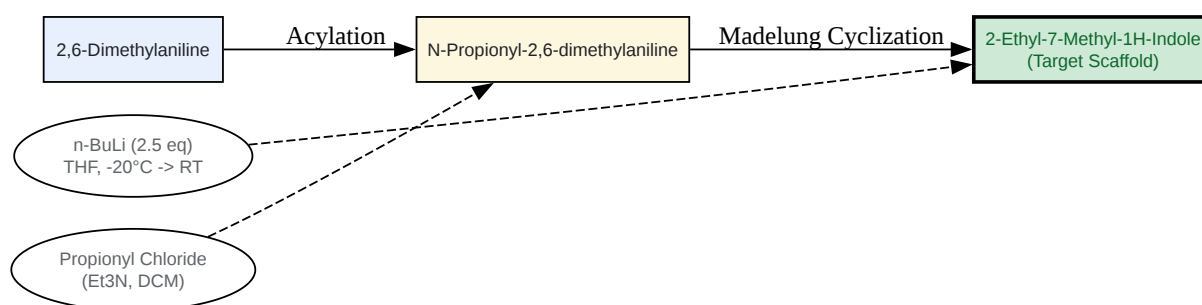 2,6-Dimethylaniline
Acylation
N-Propionyl-2,6-dimethylaniline
Madelung Cyclization
2-Ethyl-7-Methyl-1H-Indole
(Target Scaffold)
n-BuLi (2.5 eq)
THF, -20°C -> RT
Propionyl Chloride
(Et3N, DCM)